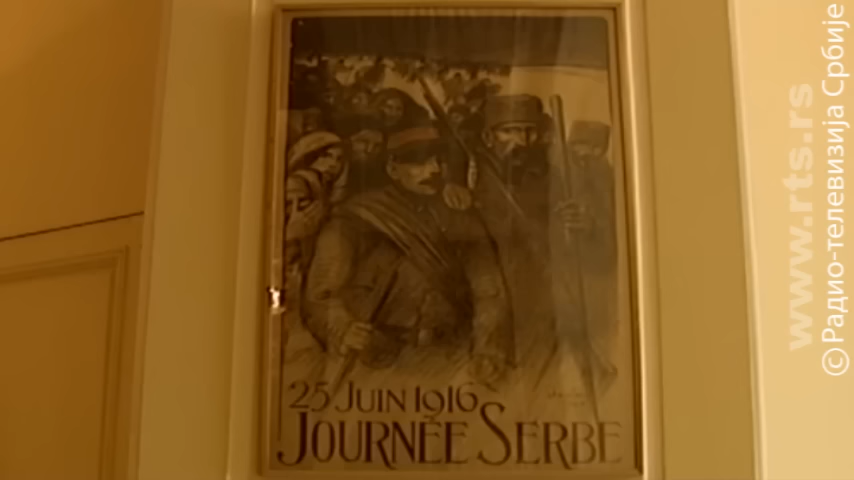 25 JUIN 1916
JOURNÉE SERBE
www.rts.rs
©Радио-телевизија Србије